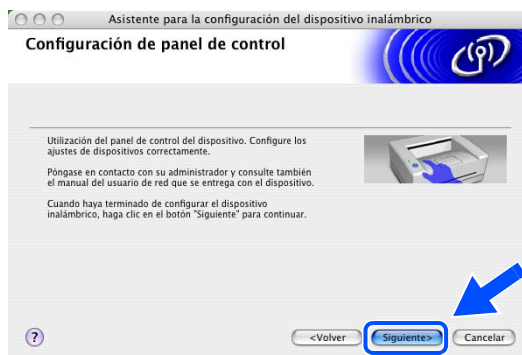 Asistente para la configuración del dispositivo inalámbrico
Configuración de panel de control
Utilización del panel de control del dispositivo. Configure los
ajustes de dispositivos correctamente.
Póngase en contacto con su administrador y consulte también
el manual del usuario de red que se entrega con el dispositivo.
Cuando haya terminado de configurar el dispositivo
inalámbrico, haga clic en el botón "Siguiente" para continuar.
?
<Volver
Siguiente>
Cancelar